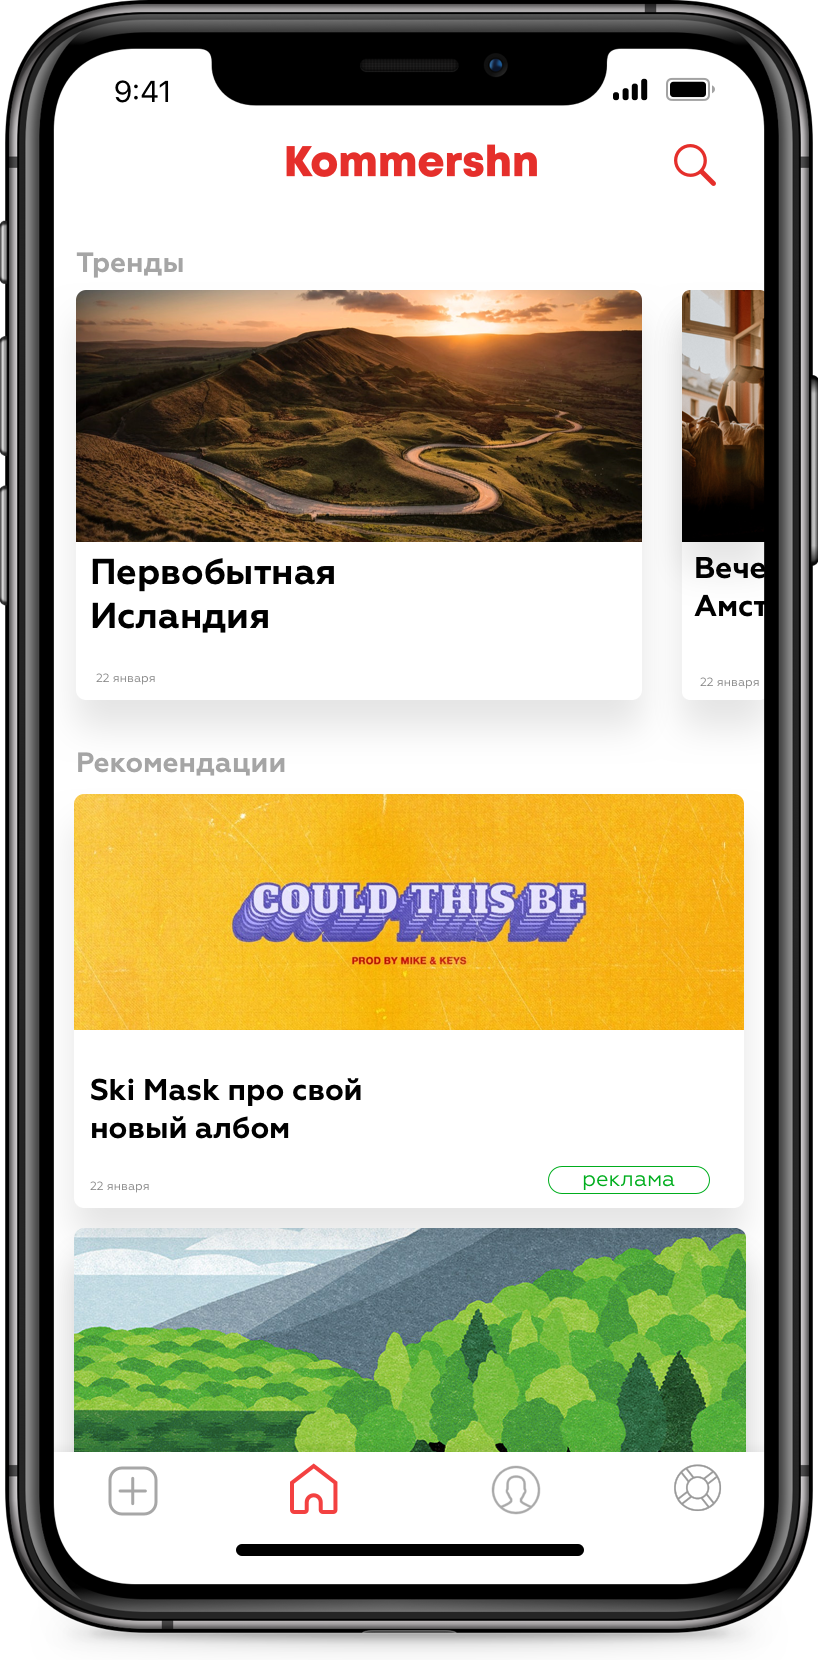 9:41
Kommershn
Тренды
Первобытная
Исландия
22 января
Вече
Амст
22 января
Рекомендации
COULD THIS BE
PROD BY MIKE & KEYS
Ski Mask про свой
новый албом
22 января
реклама